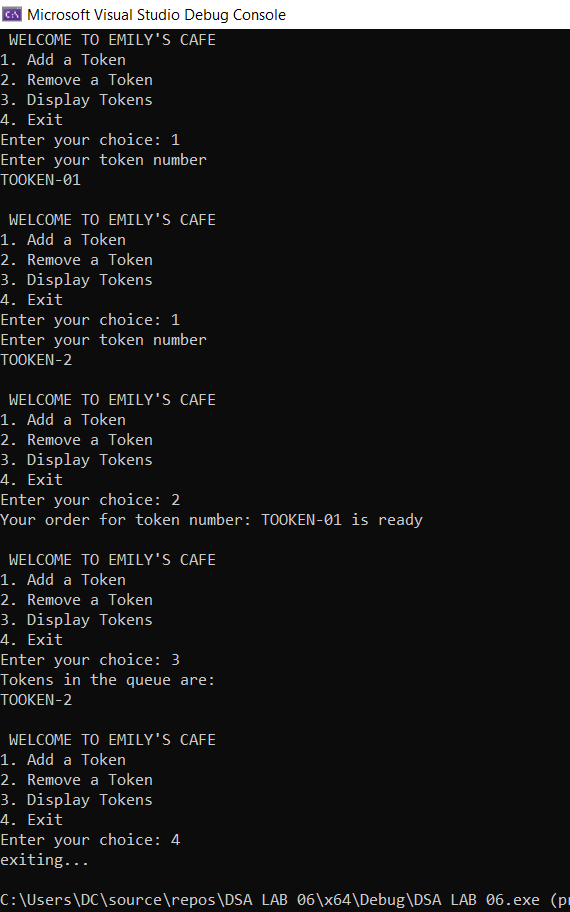 Microsoft Visual Studio Debug Console
WELCOME TO EMILY'S CAFE
1. Add a Token
2. Remove a Token
3. Display Tokens
4. Exit
Enter your choice: 1
Enter your token number
TOOKEN-01
WELCOME TO EMILY'S CAFE
1. Add a Token
2. Remove a Token
3. Display Tokens
4. Exit
Enter your choice: 1
Enter your token number
TOOKEN-2
WELCOME TO EMILY'S CAFE
1. Add a Token
2. Remove a Token
3. Display Tokens
4. Exit
Enter your choice: 2
Your order for token number: TOOKEN-01 is ready
WELCOME TO EMILY'S CAFE
1. Add a Token
2. Remove a Token
3. Display Tokens
4. Exit
Enter your choice: 3
Tokens in the queue are:
TOOKEN-2
WELCOME TO EMILY'S CAFE
1. Add a Token
2. Remove a Token
3. Display Tokens
4. Exit
Enter your choice: 4
exiting...
C:\Users\DC\source\repos\DSA LAB 06\x64\Debug\DSA LAB 06.exe